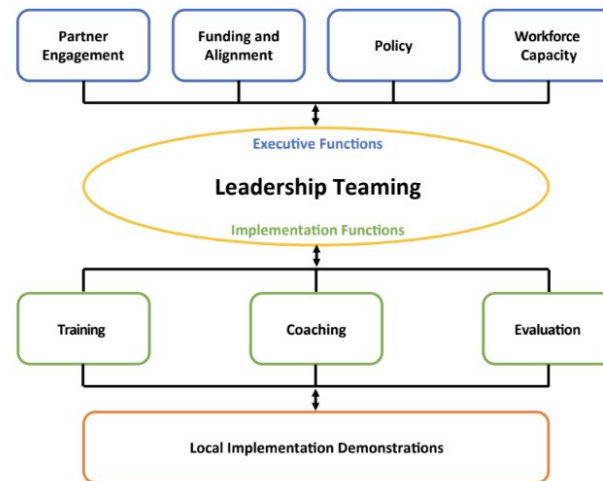 Partner
Engagement
Funding and
Alignment
Policy
Workforce
Capacity
Executive Functions
Leadership Teaming
Implementation Functions
Training
Coaching
Evaluation
Local Implementation Demonstrations